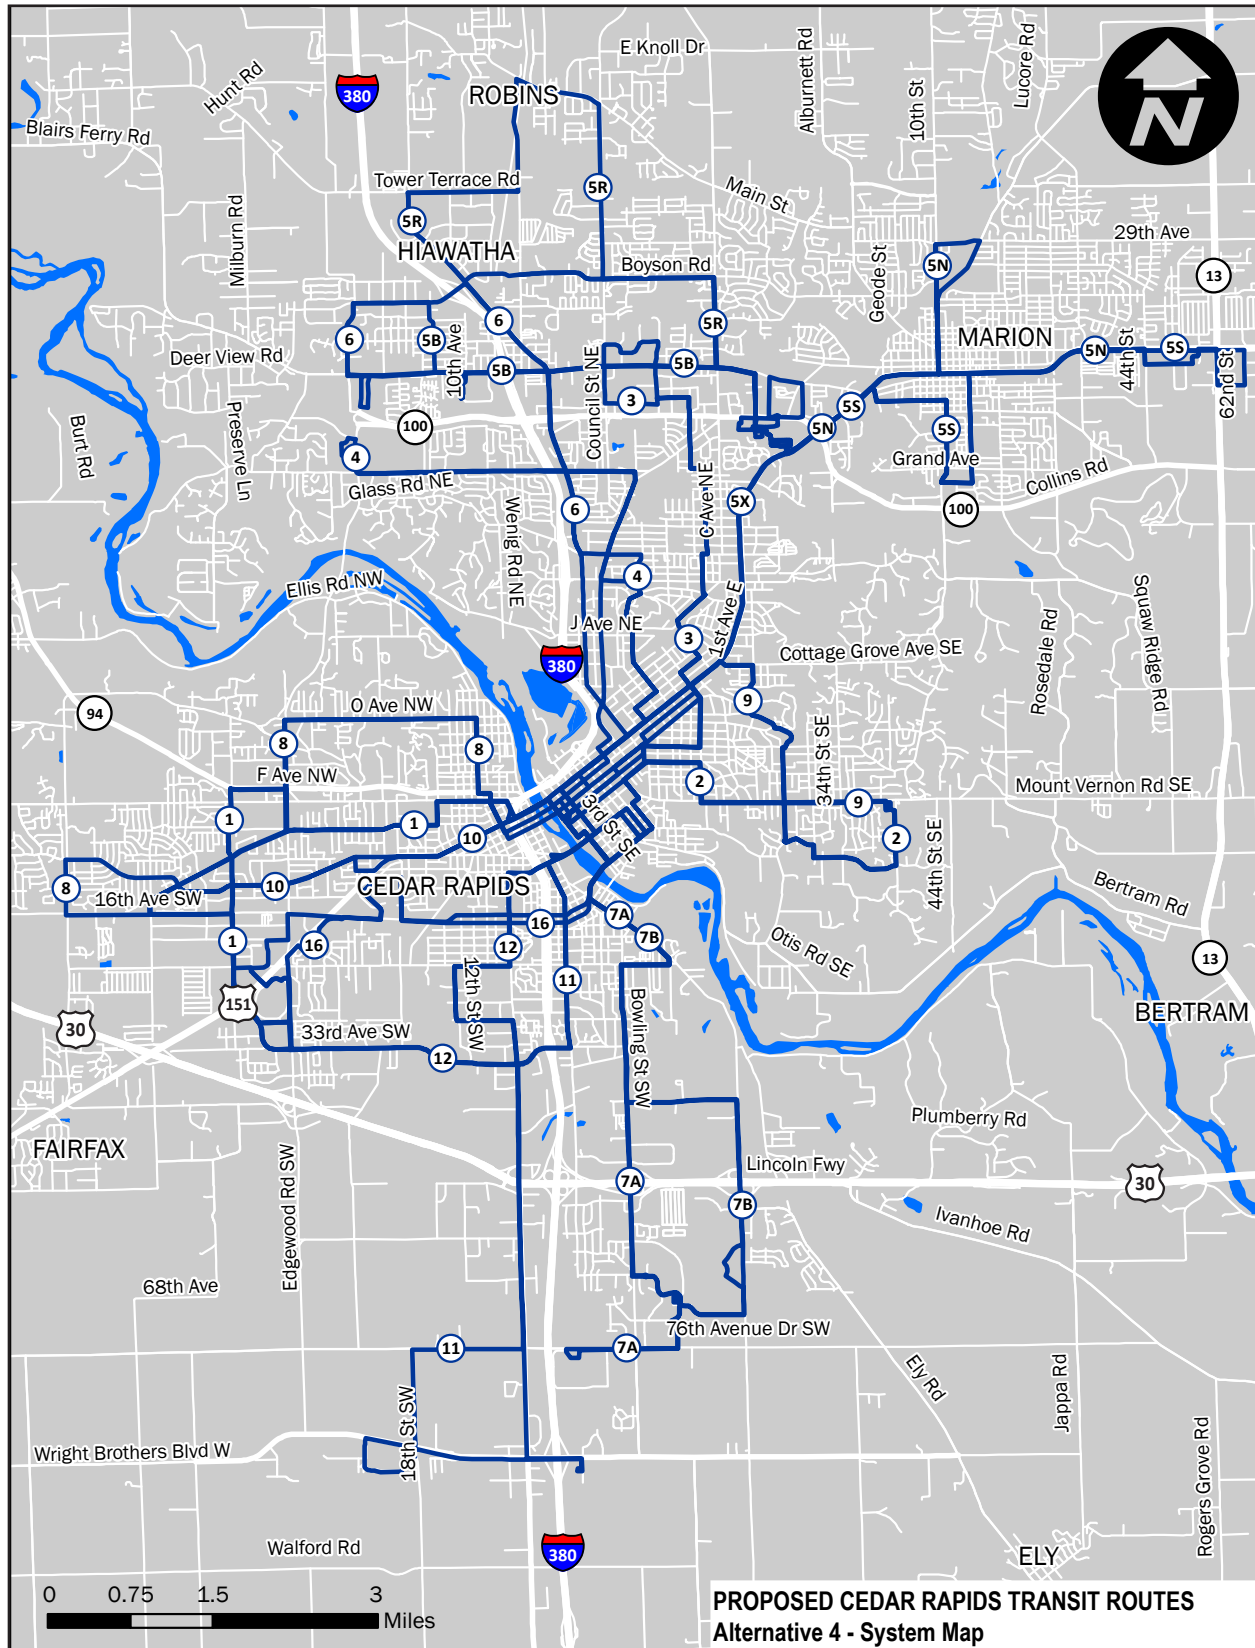 E Knoll Dr
Lucore Rd
Alburnett Rd
Hunt Rd
380
ROBINS
10th St
N
Blairs Ferry Rd
Tower Terrace Rd
5R
Main St
Milburn Rd
5R
HIAWATHA
29th Ave
Geode St
Boyson Rd
5N
13
6
5R
MARION
6
5B
44th St
5N
5S
Deer View Rd
10th Ave
5B
Council St NE
5B
62nd St
3
5S
Preserve Ln
100
5N
5S
Burt Rd
4
Grand Ave
Glass Rd NE
Collins Rd
C Ave NE
5X
6
100
Wenig Rd NE
Ellis Rd NW
4
Squaw Ridge Rd
J Ave NE
1st Ave E
Rosedale Rd
3
Cottage Grove Ave SE
380
9
94
O Ave NW
8
8
34th St SE
F Ave NW
2
Mount Vernon Rd SE
9
1
1
3rd St SE
10
2
44th St SE
8
10
CEDAR RAPIDS
16th Ave SW
Bertram Rd
7A
16
1
16
12
7B
Otis Rd SE
13
11
12th St SW
151
Bowling St SW
BERTRAM
30
33rd Ave SW
12
Plumberry Rd
FAIRFAX
Lincoln Fwy
7A
30
7B
Edgewood Rd SW
Ivanhoe Rd
68th Ave
76th Avenue Dr SW
11
7A
Ely Rd
Jappa Rd
18th St SW
Wright Brothers Blvd W
Rogers Grove Rd
Walford Rd
380
ELY
0 0.75 1.5 3
Miles
PROPOSED CEDAR RAPIDS TRANSIT ROUTES
Alternative 4 - System Map